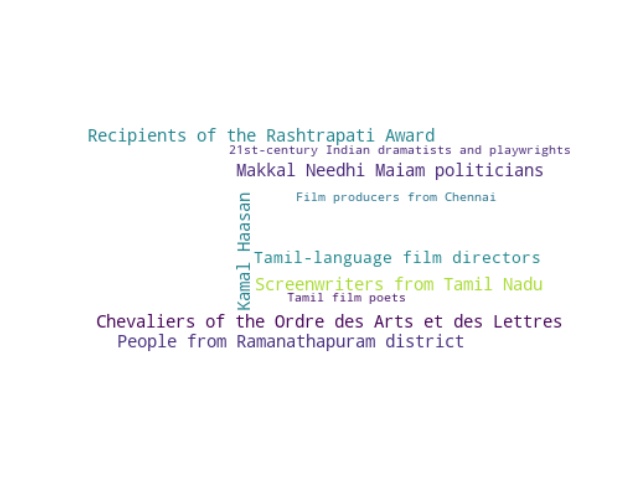 Recipients of the Rashtrapati Award
21st-century Indian dramatists and playwrights
Makkal Needhi Maiam politicians
Film producers from Chennai
Kamal Haasan
Tamil-language film directors
Screenwriters from Tamil Nadu
Tamil film poets
Chevaliers of the Ordre des Arts et des Lettres
People from Ramanathapuram district